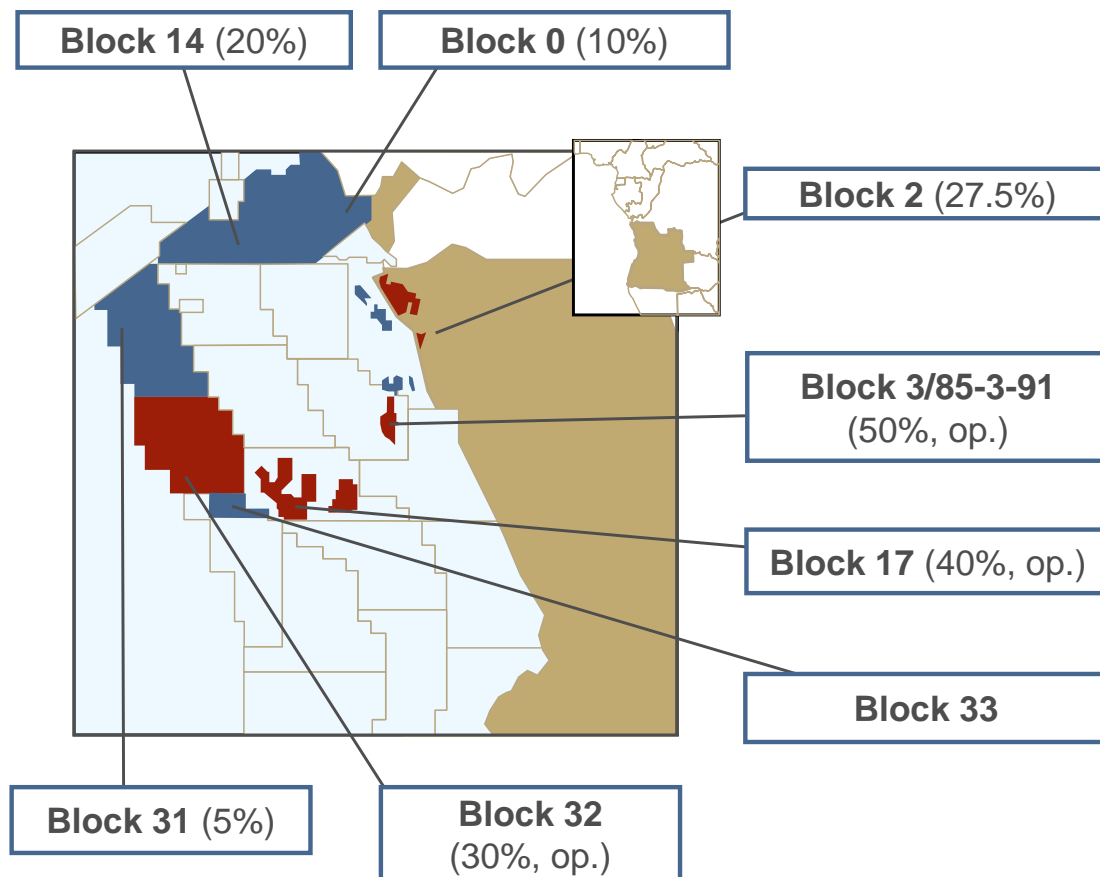 Block 14 (20%)
Block 0 (10%)
Block 2 (27.5%)
Block 3/85-3-91
(50%, op.)
Block 17 (40%, op.)
Block 33
Block 31 (5%)
Block 32
(30%, op.)